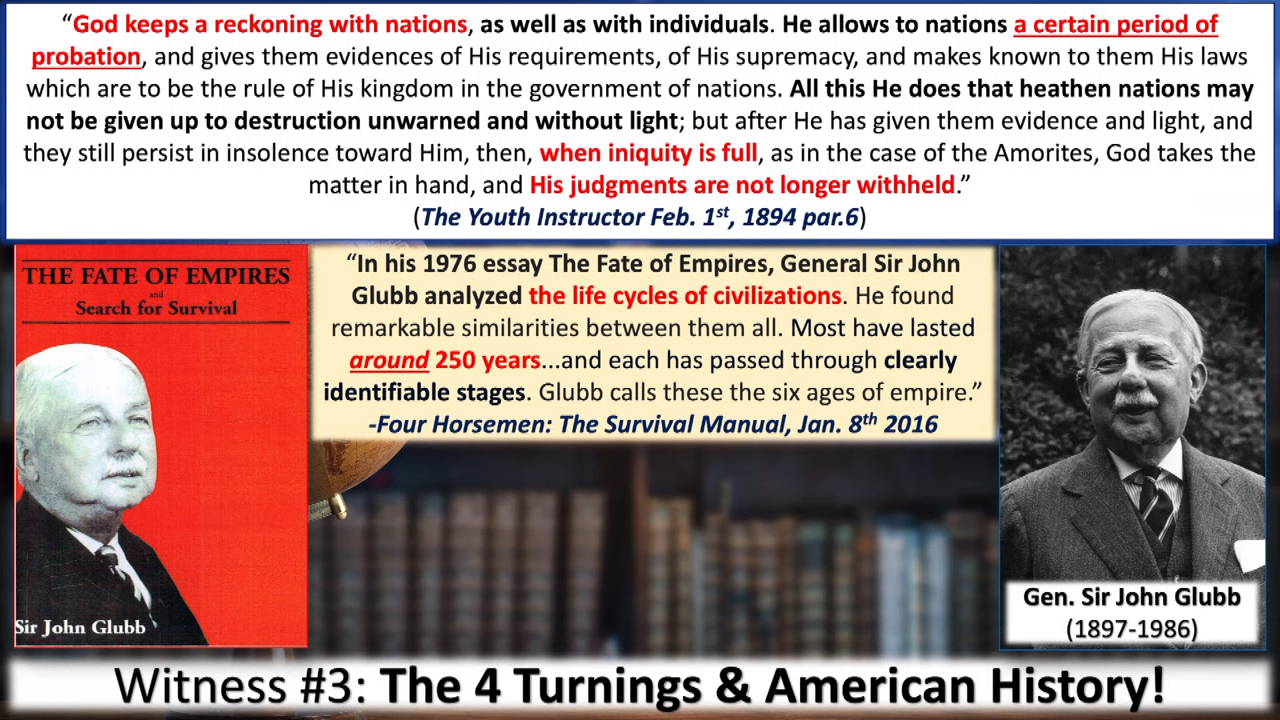 “God keeps a reckoning with nations, as well as with individuals. He allows to nations a certain period of
probation, and gives them evidences of His requirements, of His supremacy, and makes known to them His laws
which are to be the rule of His kingdom in the government of nations. All this He does that heathen nations may
not be given up to destruction unwarned and without light; but after He has given them evidence and light, and
they still persist in insolence toward Him, then, when iniquity is full, as in the case of the Amorites, God takes the
matter in hand, and His judgments are not longer withheld.”
(The Youth Instructor Feb. 1st, 1894 par.6)
THE FATE OF EMPIRES
and
Search for Survival
Sir John Glubb
“In his 1976 essay The Fate of Empires, General Sir John
Glubb analyzed the life cycles of civilizations. He found
remarkable similarities between them all. Most have lasted
around 250 years...and each has passed through clearly
identifiable stages. Glubb calls these the six ages of empire.”
-Four Horsemen: The Survival Manual, Jan. 8th 2016
Gen. Sir John Glubb
(1897-1986)
Witness #3: The 4 Turnings & American History!